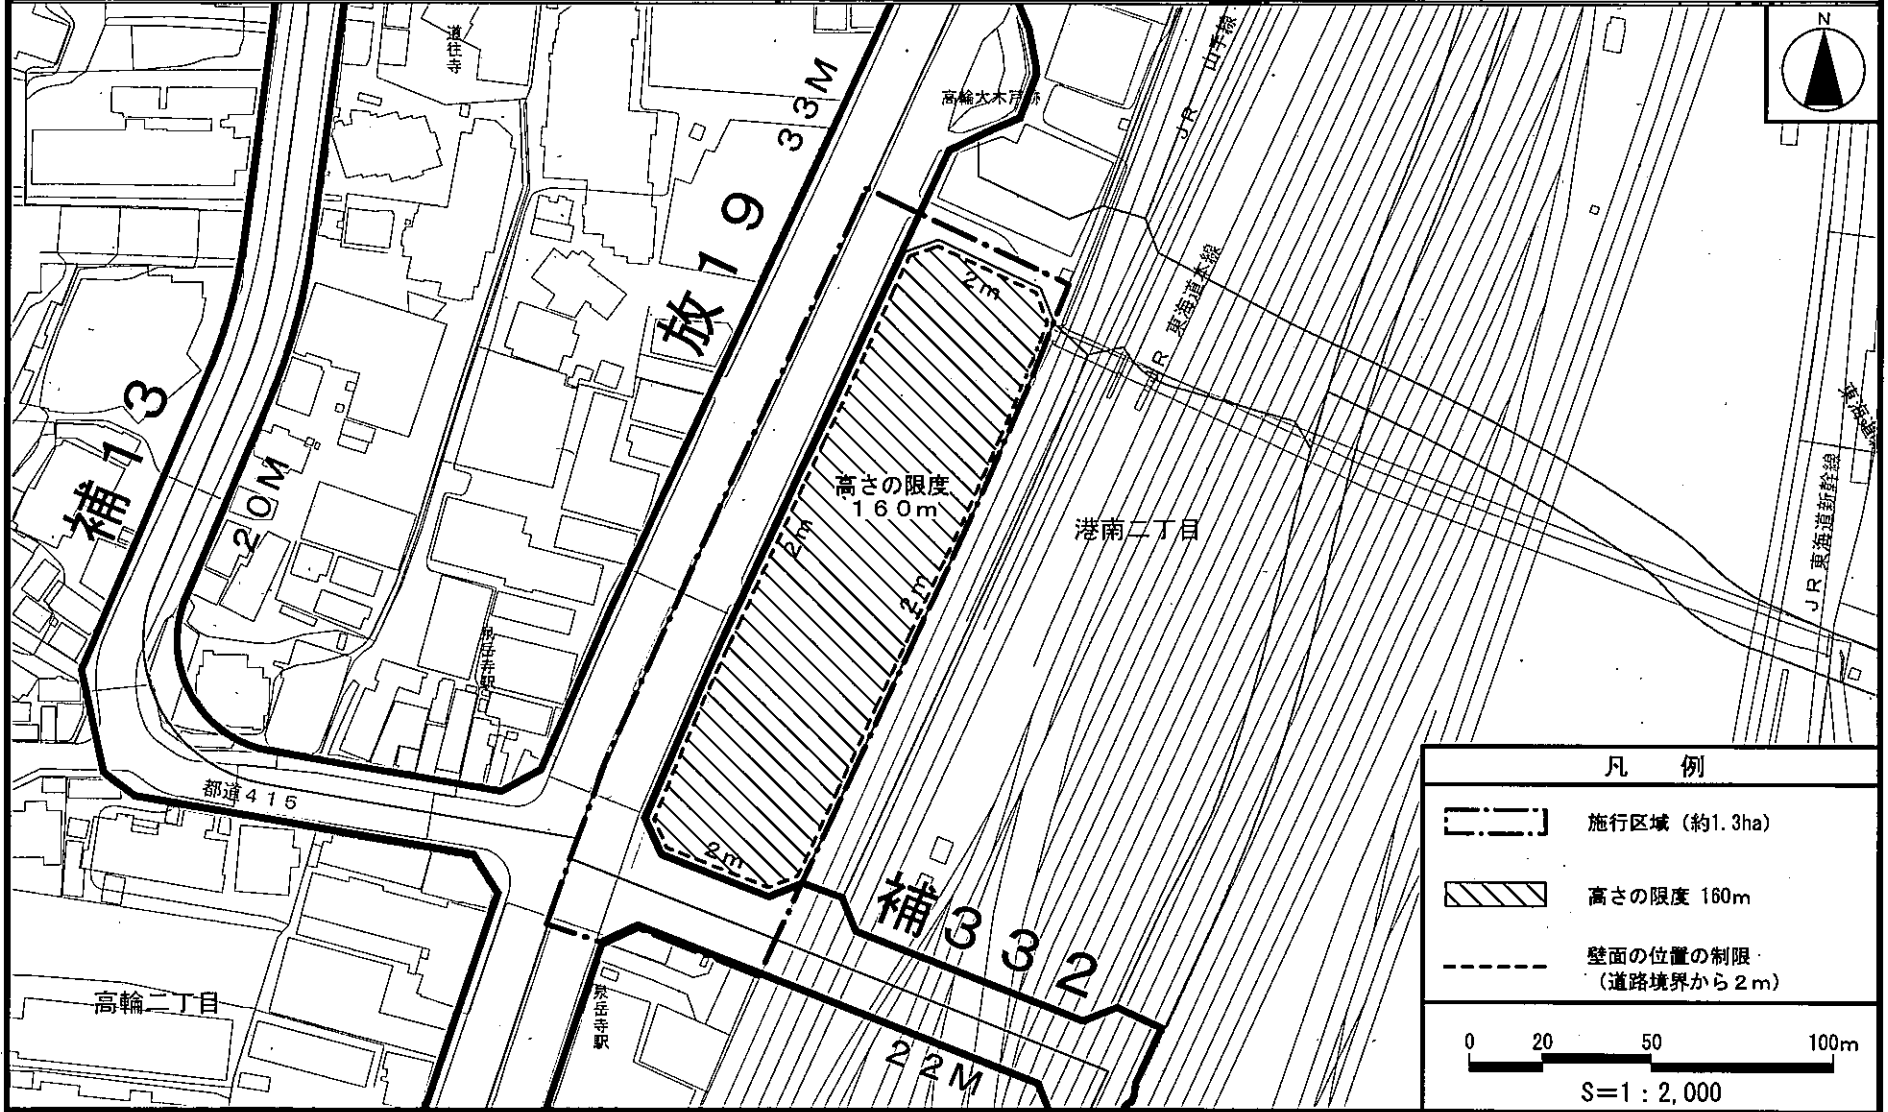 道往寺
放19
33M
高輪大木戸跡
JR 山手線
N
補13
20M
JR 東海道本線
2m
高さの限度
160m
2m
2m
2m
港南二丁目
JR 東海道新幹線
泉岳寺駅
都道415
補332
22M
高輪二丁目
泉岳寺駅
凡 例
施行区域 (約1.3ha)
高さの限度 160m
壁面の位置の制限
(道路境界から2m)
0 20 50 100m
S=1:2,000